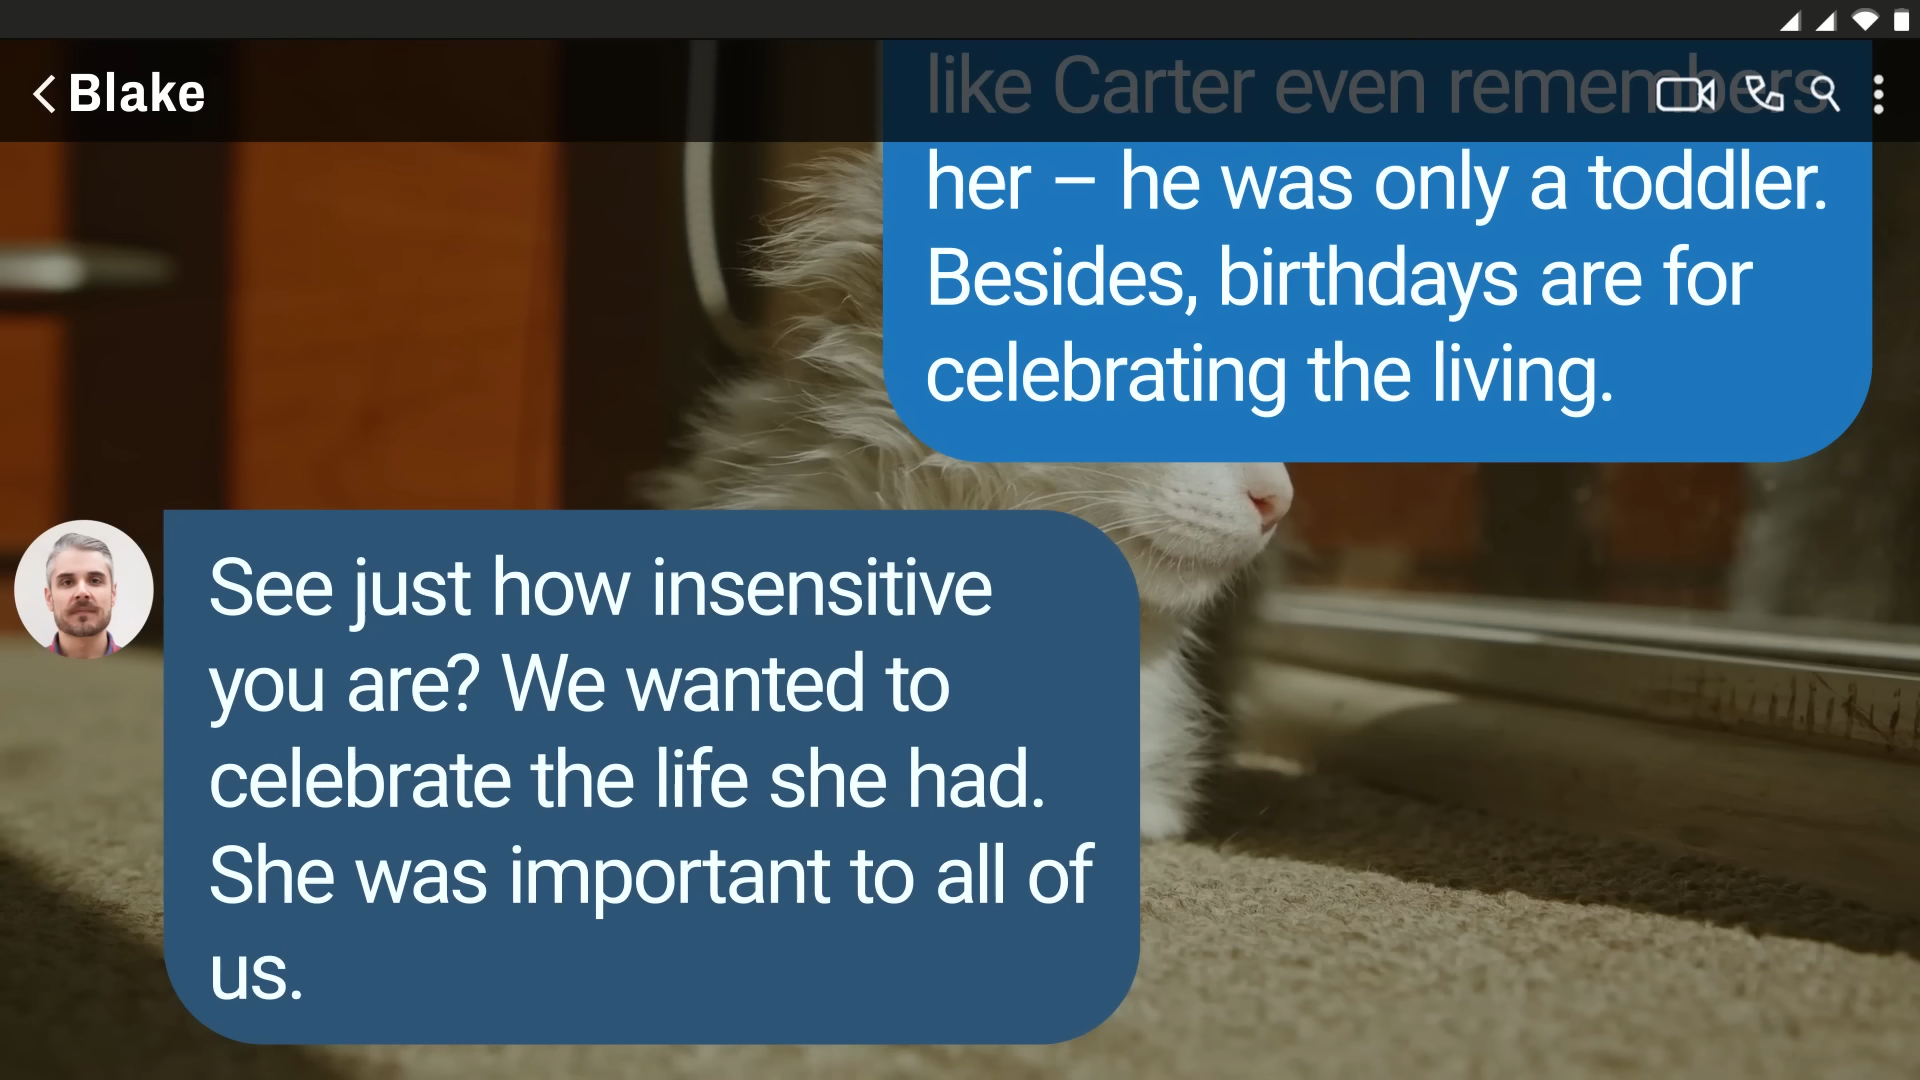 Blake
like Carter even remembers
her – he was only a toddler.
Besides, birthdays are for
celebrating the living.
See just how insensitive
you are? We wanted to
celebrate the life she had.
She was important to all of
us.